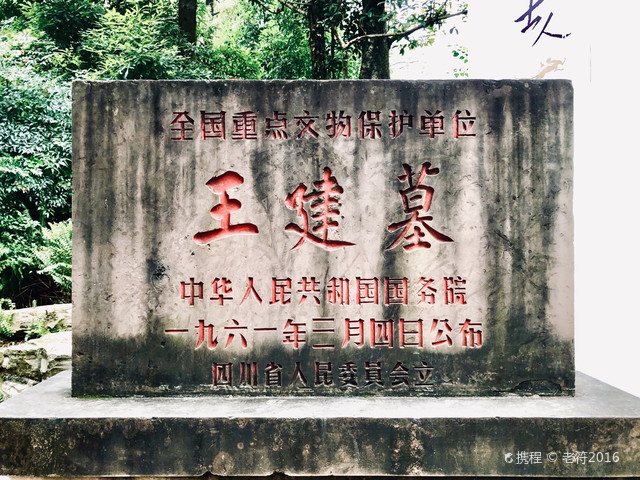 全国重点文物保护单位
王建墓
中华人民共和国国务院
一九六一年三月四日公布
四川省人民委员会立
携程 © 老符2016